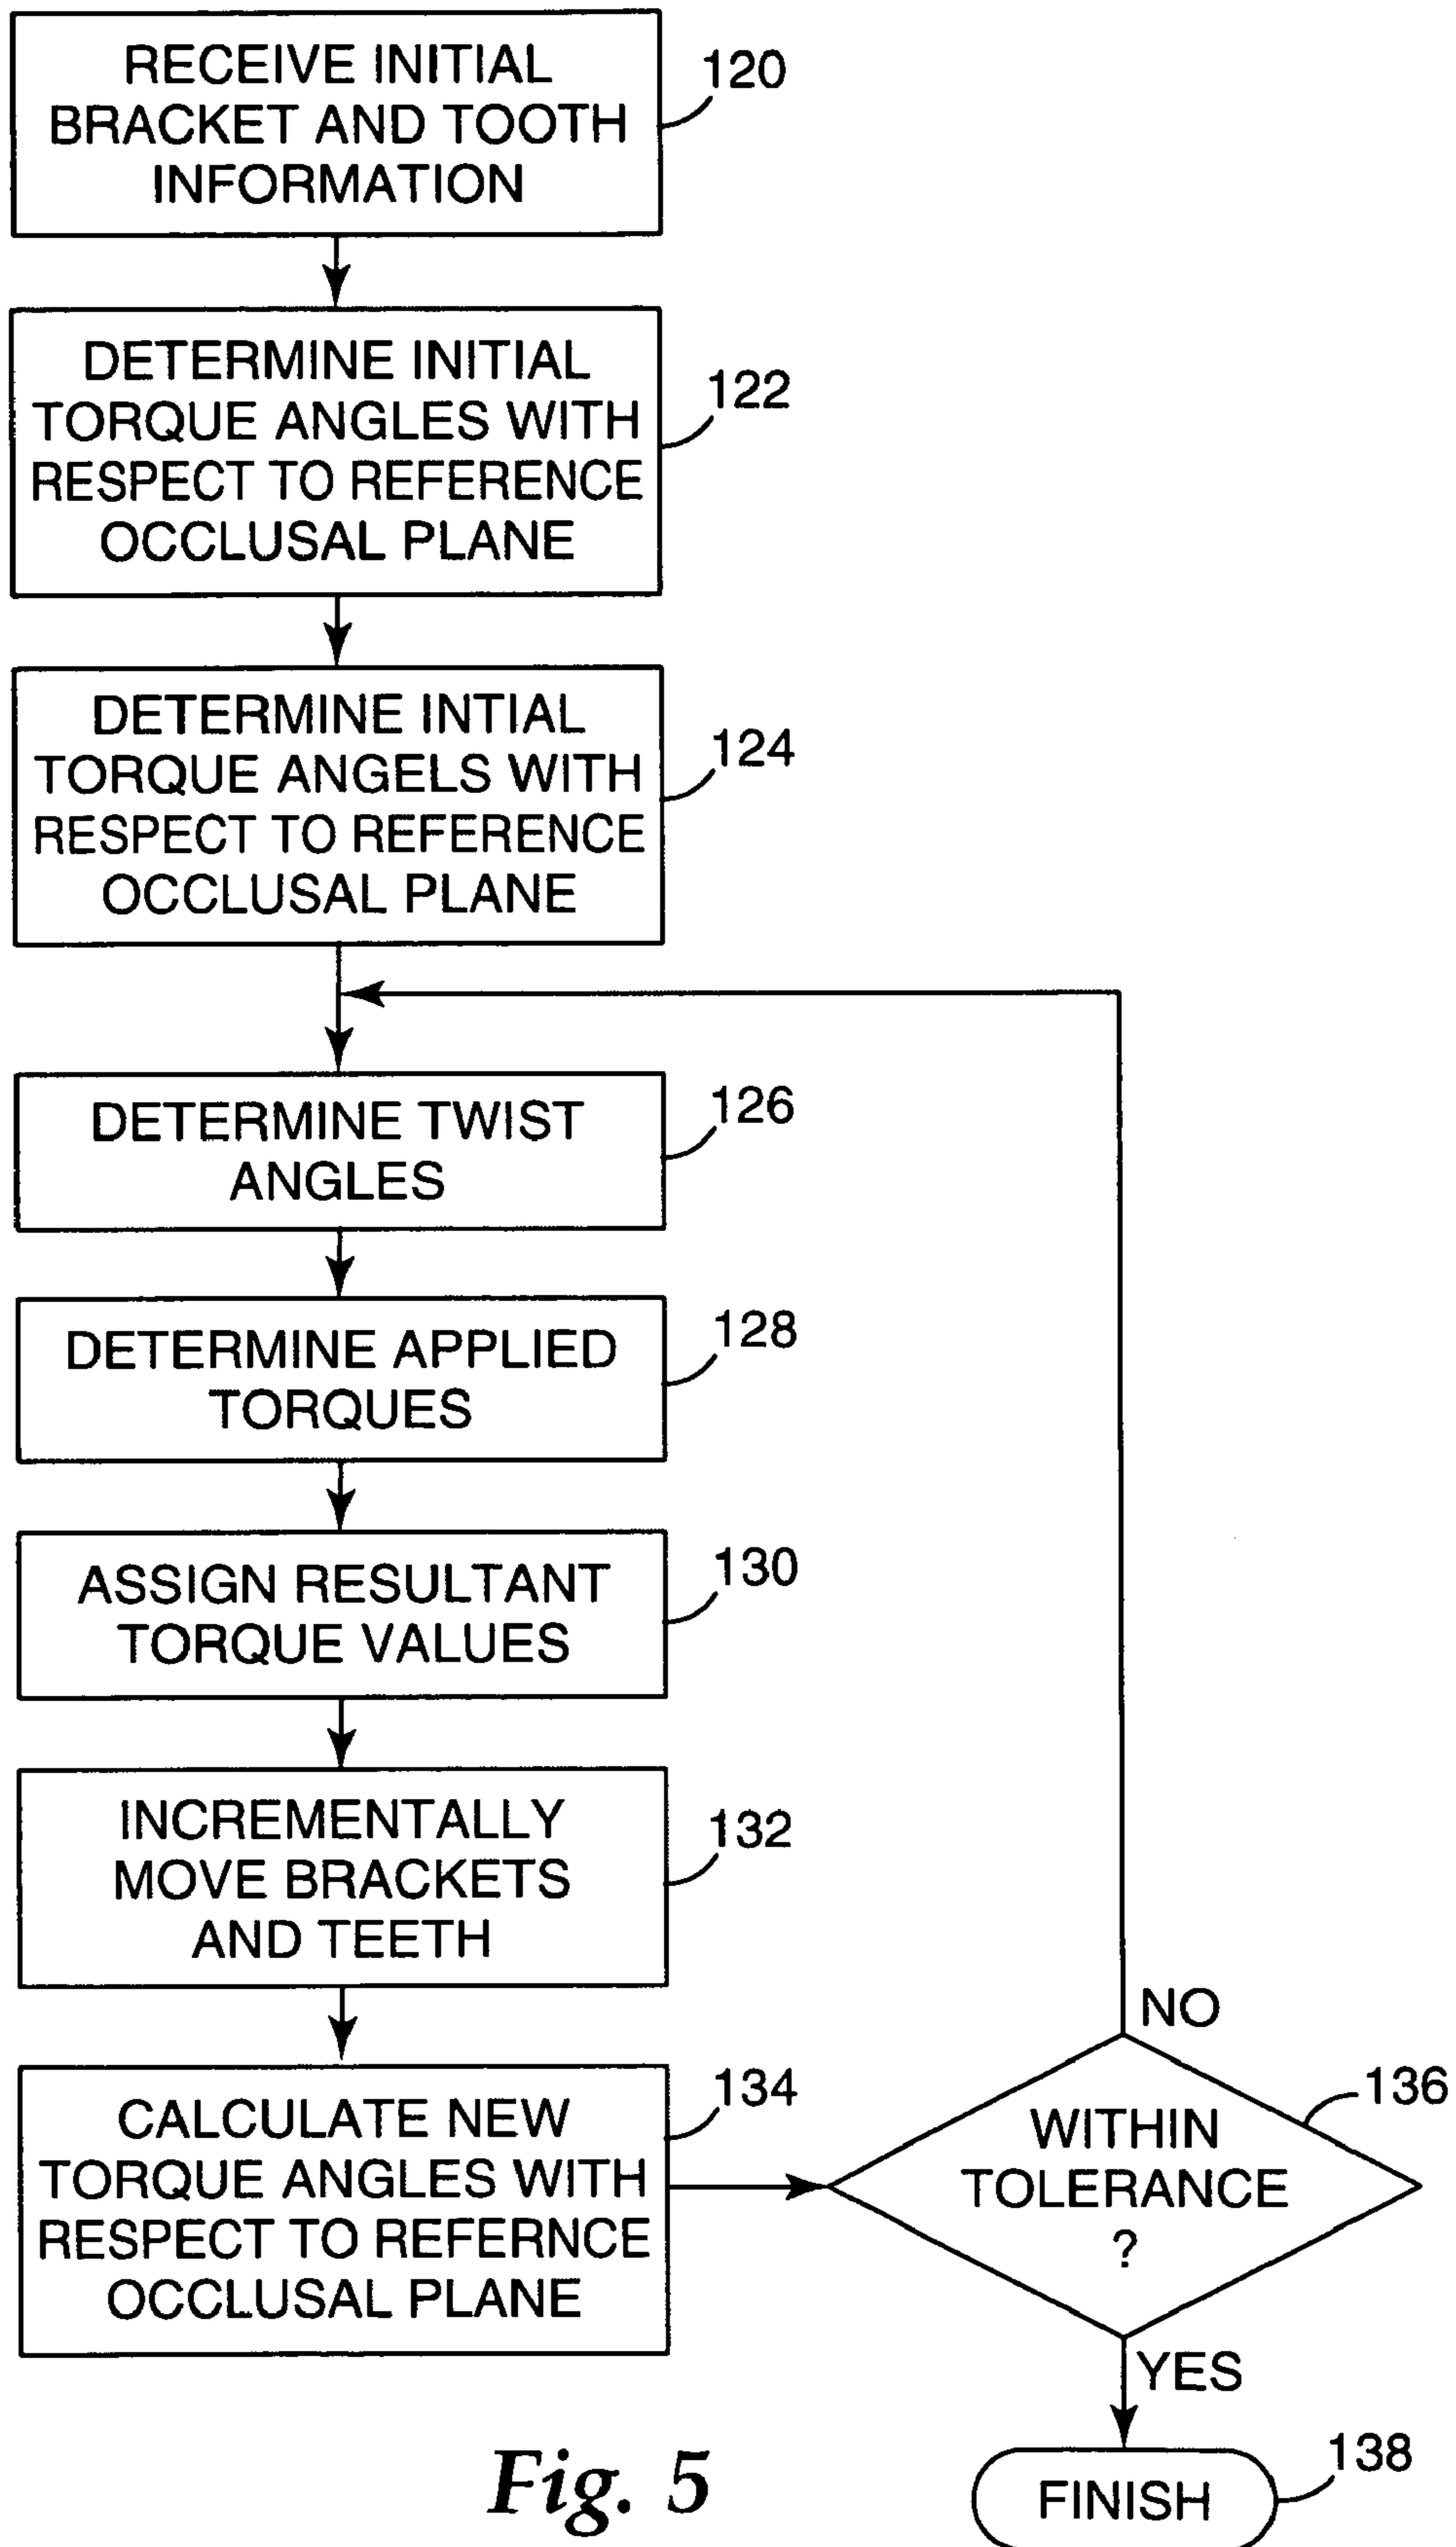 RECEIVE INITIAL
BRACKET AND TOOTH
INFORMATION
120
DETERMINE INITIAL
TORQUE ANGLES WITH
RESPECT TO REFERENCE
OCCLUSAL PLANE
122
DETERMINE INTIAL
TORQUE ANGELS WITH
RESPECT TO REFERENCE
OCCLUSAL PLANE
124
DETERMINE TWIST
ANGLES
126
DETERMINE APPLIED
TORQUES
128
ASSIGN RESULTANT
TORQUE VALUES
130
INCREMENTALLY
MOVE BRACKETS
AND TEETH
132
CALCULATE NEW
TORQUE ANGLES WITH
RESPECT TO REFERNCE
OCCLUSAL PLANE
134
NO
WITHIN
TOLERANCE
?
136
YES
FINISH
138
Fig. 5